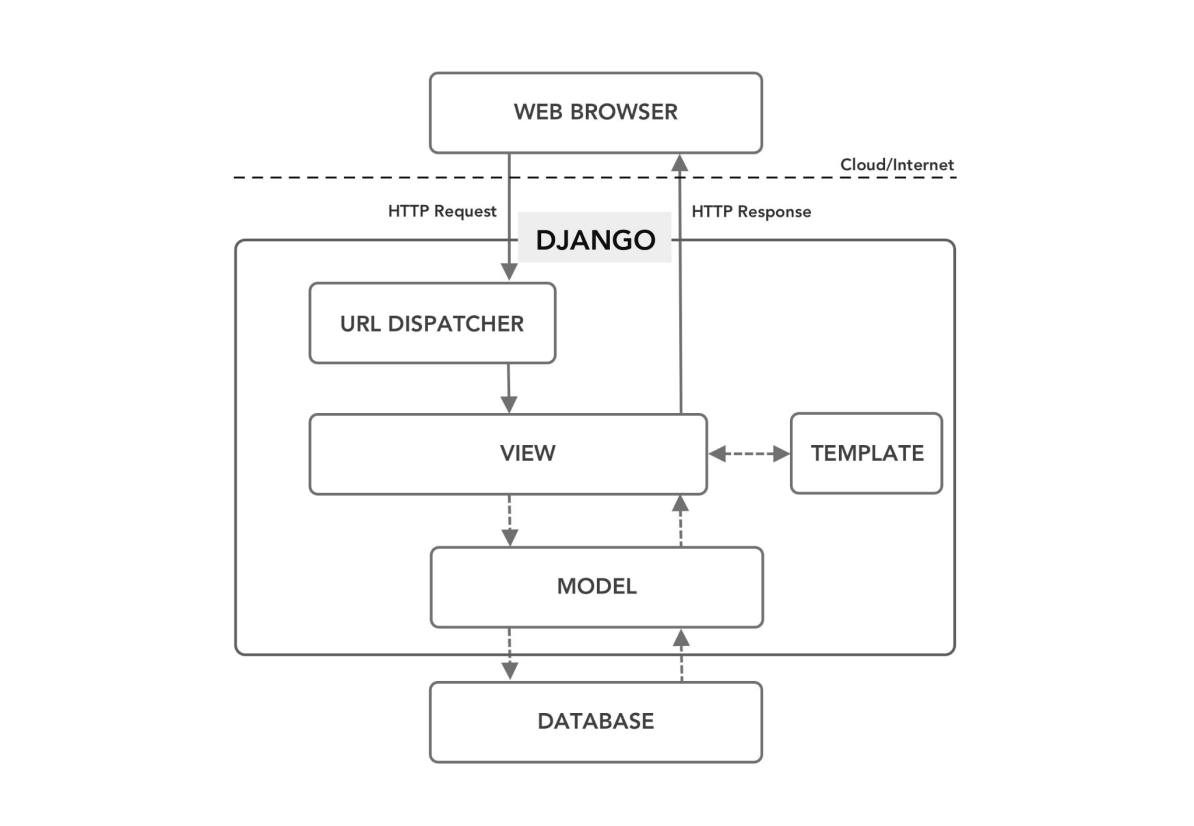 WEB BROWSER
Cloud/Internet
HTTP Request
HTTP Response
DJANGO
URL DISPATCHER
VIEW
TEMPLATE
MODEL
DATABASE